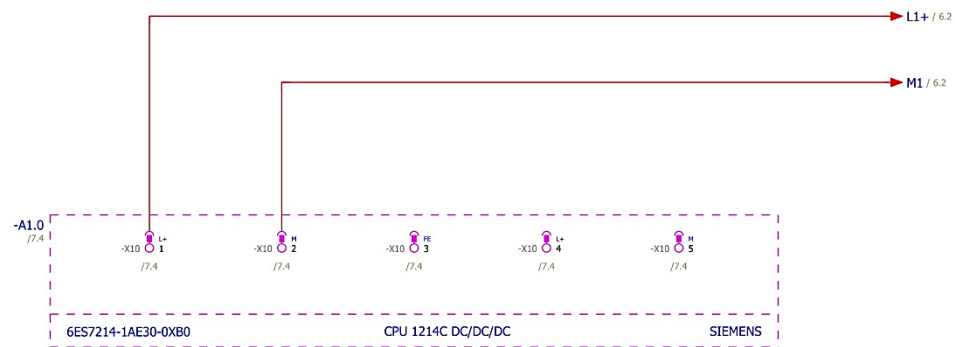 L1+ / 6.2
M1 / 6.2
-A1.0
/7.4
L+ M FE L+ M
-X10 1 -X10 2 -X10 3 -X10 4 -X10 5
/7.4 /7.4 /7.4 /7.4 /7.4
6ES7214-1AE30-0XB0 CPU 1214C DC/DC/DC SIEMENS